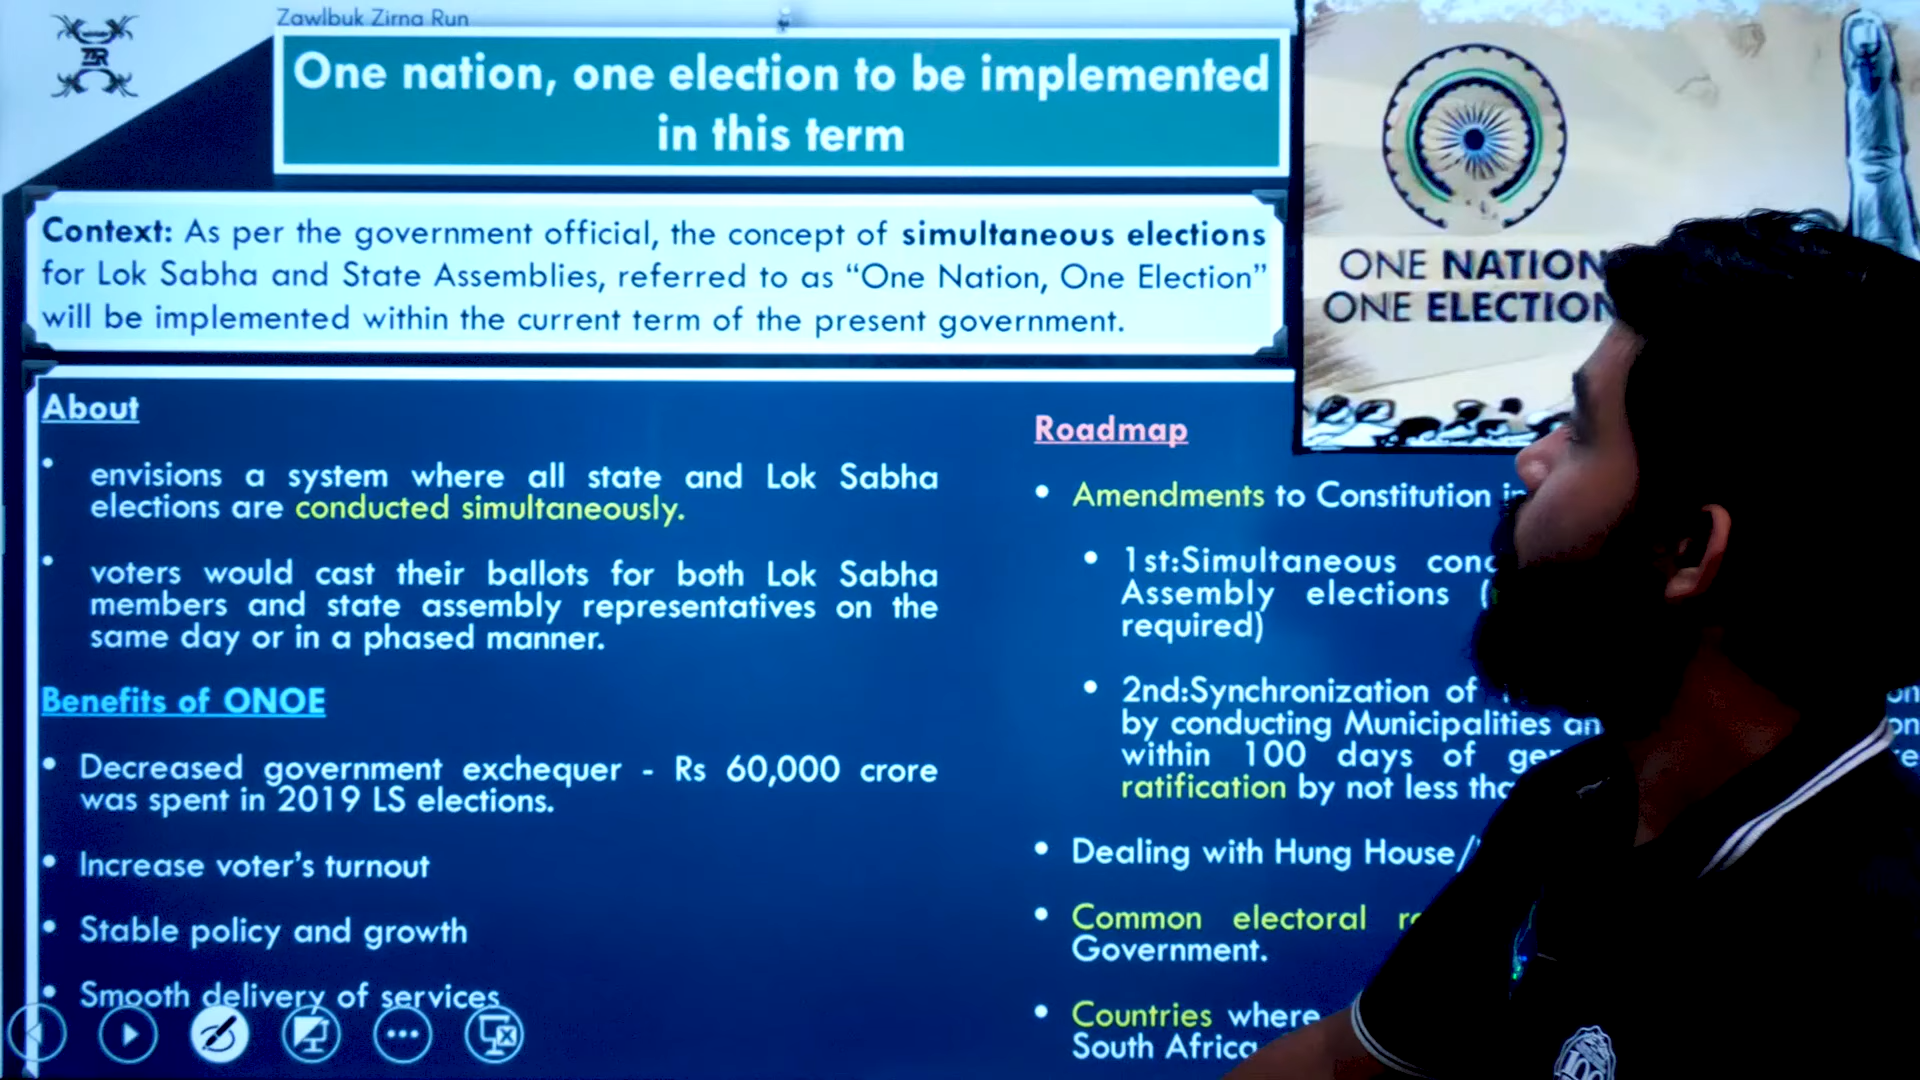 Zawlbuk Zirna Run
One nation, one election to be implemented
in this term
ONE NATION
ONE ELECTION
Context: As per the government official, the concept of simultaneous elections
for Lok Sabha and State Assemblies, referred to as “One Nation, One Election”
will be implemented within the current term of the present government.
About
• envisions a system where all state and Lok Sabha
elections are conducted simultaneously.
• voters would cast their ballots for both Lok Sabha
members and state assembly representatives on the
same day or in a phased manner.
Benefits of ONOE
• Decreased government exchequer - Rs 60,000 crore
was spent in 2019 LS elections.
• Increase voter’s turnout
• Stable policy and growth
• Smooth delivery of services
Roadmap
• Amendments to Constitution
• 1st:Simultaneous
Assembly elections
required)
• 2nd:Synchronization of
by conducting Municipalities
within 100 days of
ratification by not less
• Dealing with Hung House/
• Common electoral
Government.
• Countries where
South Africa